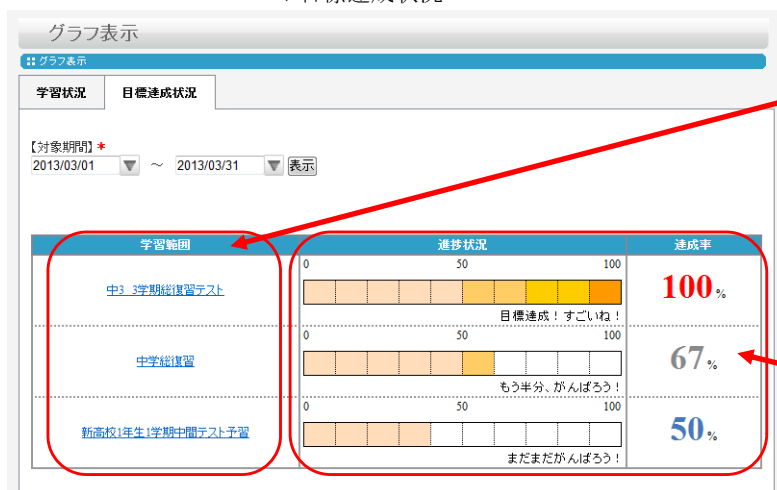 グラフ表示
グラフ表示
学習状況 目標達成状況
【対象期間】*
2013/03/01 ～ 2013/03/31 表示
学習範囲 進捗状況 達成率
0 50 100
中3 3学期総復習テスト
100%
目標達成！すごいね！
0 50 100
中学総復習
67%
もう半分、がんばろう！
0 50 100
新高校1年生1学期中間テスト予習
50%
まだまだがんばろう！